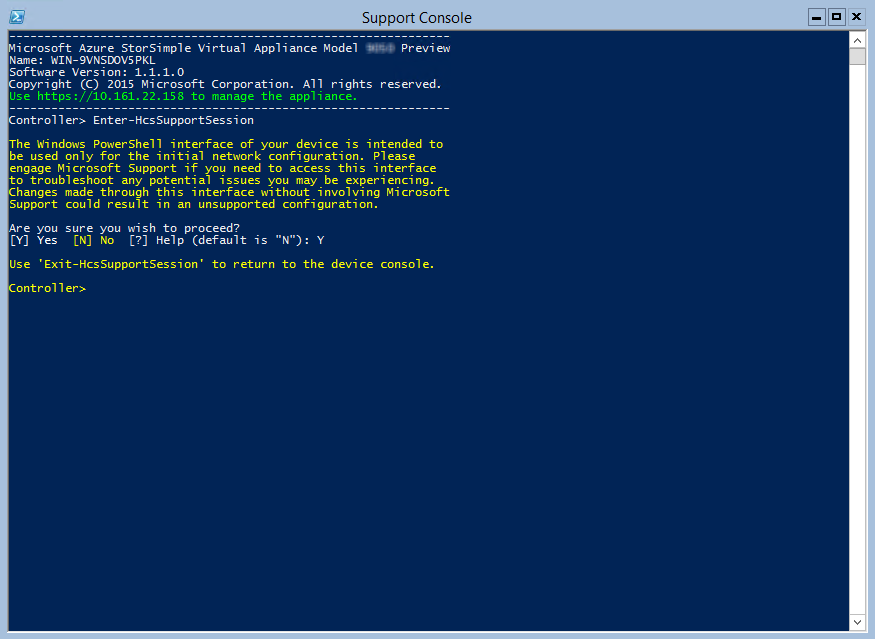 Support Console
---------------------------------------------------------------
Microsoft Azure StorSimple Virtual Appliance Model Preview
Name: WIN-9VNSDOV5PKL
Software Version: 1.1.1.0
Copyright (C) 2015 Microsoft Corporation. All rights reserved.
Use https://10.161.22.158 to manage the appliance.
---------------------------------------------------------------
Controller> Enter-HcsSupportSession
The Windows PowerShell interface of your device is intended to
be used only for the initial network configuration. Please
engage Microsoft Support if you need to access this interface
to troubleshoot any potential issues you may be experiencing.
Changes made through this interface without involving Microsoft
Support could result in an unsupported configuration.
Are you sure you wish to proceed?
[Y] Yes  [N] No  [?] Help (default is "N"): Y
Use 'Exit-HcsSupportSession' to return to the device console.
Controller>